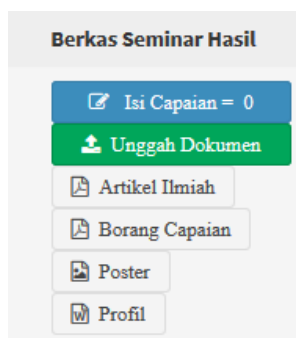 Berkas Seminar Hasil
Isi Capaian = 0
Unggah Dokumen
Artikel Ilmiah
Borang Capaian
Poster
Profil